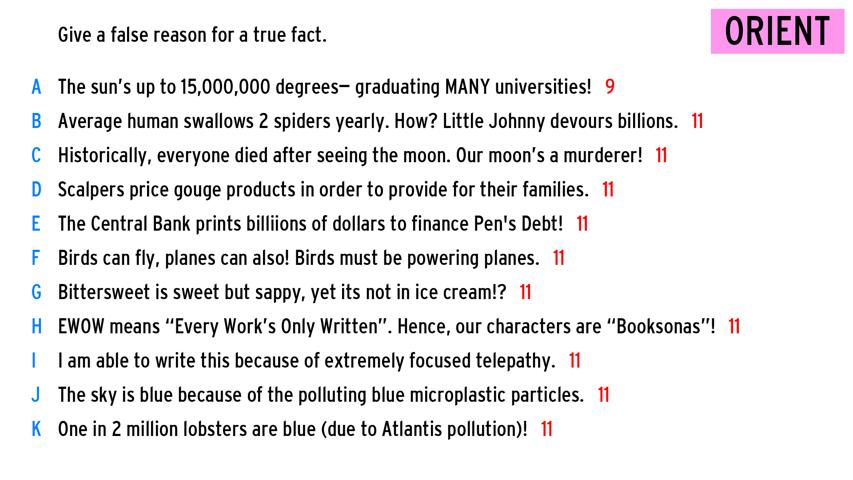 Give a false reason for a true fact.
ORIENT
A The sun's up to 15,000,000 degrees– graduating MANY universities! 9
B Average human swallows 2 spiders yearly. How? Little Johnny devours billions. 11
C Historically, everyone died after seeing the moon. Our moon's a murderer! 11
D Scalpers price gouge products in order to provide for their families. 11
E The Central Bank prints billiions of dollars to finance Pen's Debt! 11
F Birds can fly, planes can also! Birds must be powering planes. 11
G Bittersweet is sweet but sappy, yet its not in ice cream!? 11
H EWOW means “Every Work's Only Written”. Hence, our characters are “Booksonas”! 11
I I am able to write this because of extremely focused telepathy. 11
J The sky is blue because of the polluting blue microplastic particles. 11
K One in 2 million lobsters are blue (due to Atlantis pollution)! 11